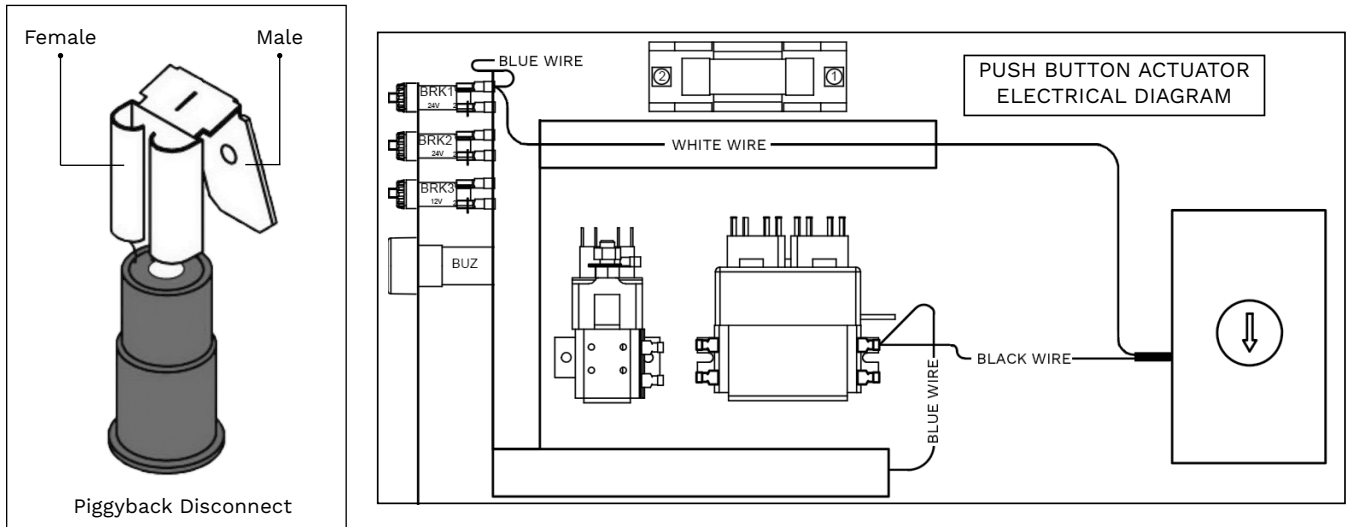 Female
Male
Piggyback Disconnect
BLUE WIRE
2
1
PUSH BUTTON ACTUATOR
ELECTRICAL DIAGRAM
BRK1
24V
BRK2
24V
BRK3
12V
WHITE WIRE
BUZ
BLUE WIRE
BLACK WIRE